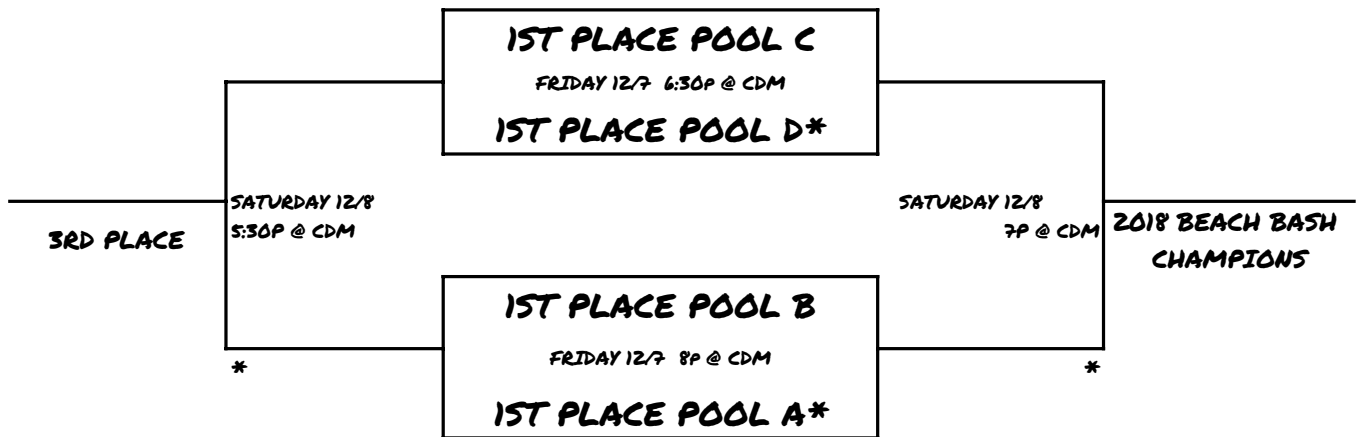 1ST PLACE POOL C
FRIDAY 12/7 6:30P @ CDM
1ST PLACE POOL D*
SATURDAY 12/8
5:30P @ CDM
3RD PLACE
SATURDAY 12/8
7P @ CDM
2018 BEACH BASH
CHAMPIONS
1ST PLACE POOL B
FRIDAY 12/7 8P @ CDM
1ST PLACE POOL A*
*
*